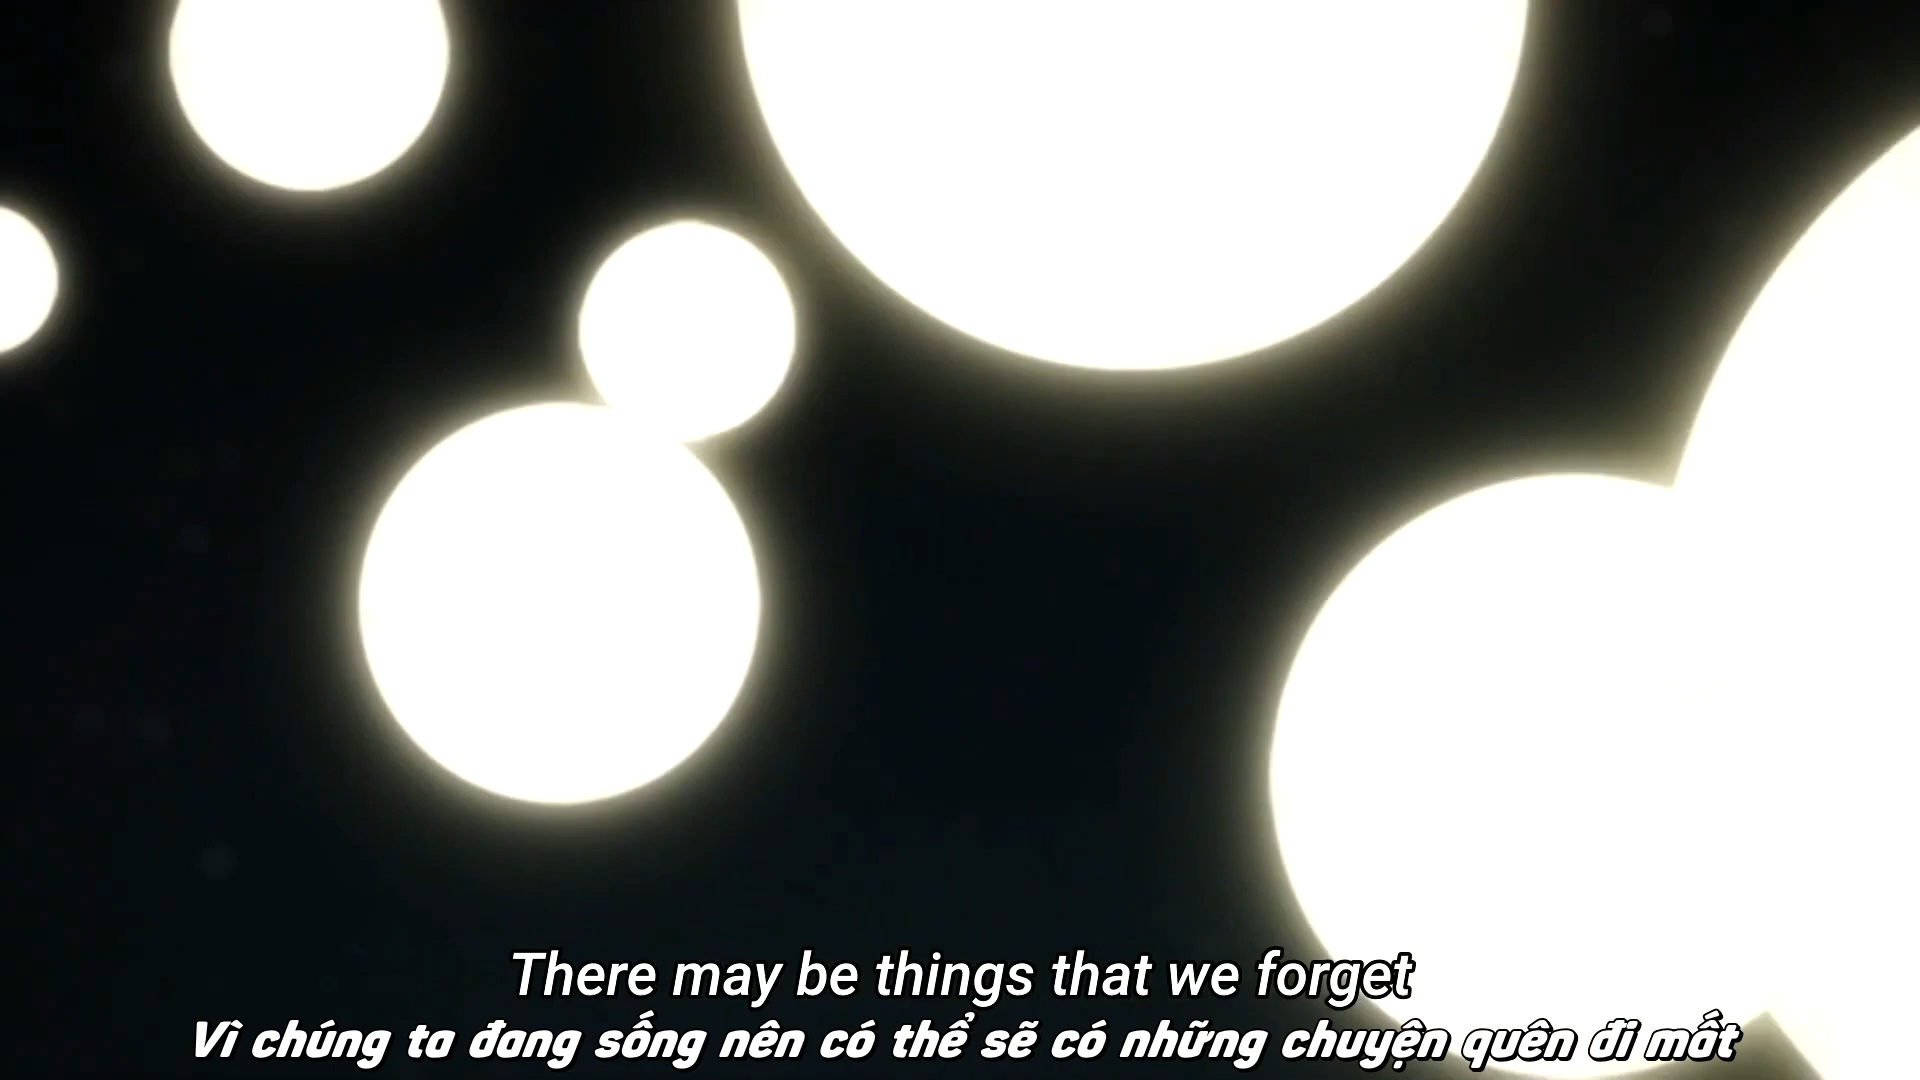 There may be things that we forget
Vì chúng ta đang sống nên có thể sẽ có những chuyện quên đi mất